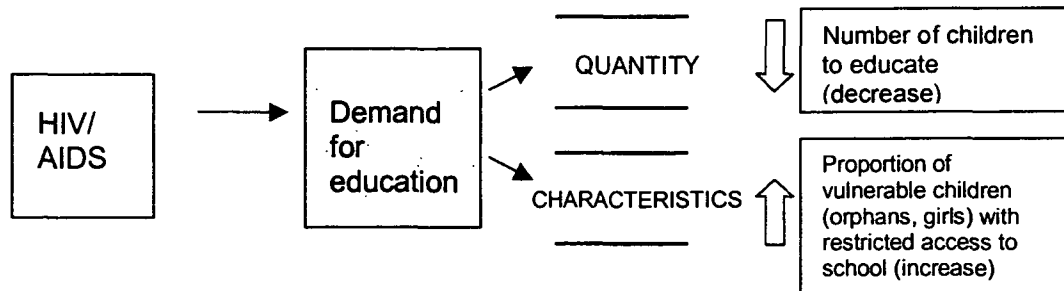 HIV/
AIDS
Demand
for
education
QUANTITY
Number of children
to educate
(decrease)
CHARACTERISTICS
Proportion of
vulnerable children
(orphans, girls) with
restricted access to
school (increase)